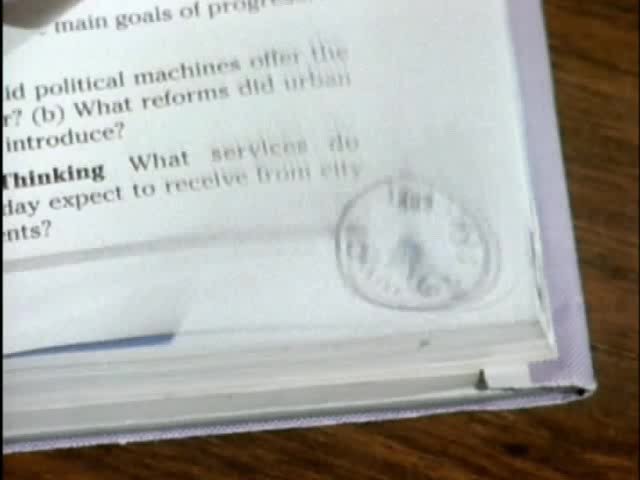 main goals of progress
id political machines offer the
r? (b) What reforms did urban
introduce?
Thinking What services do
day expect to receive from city
nts?